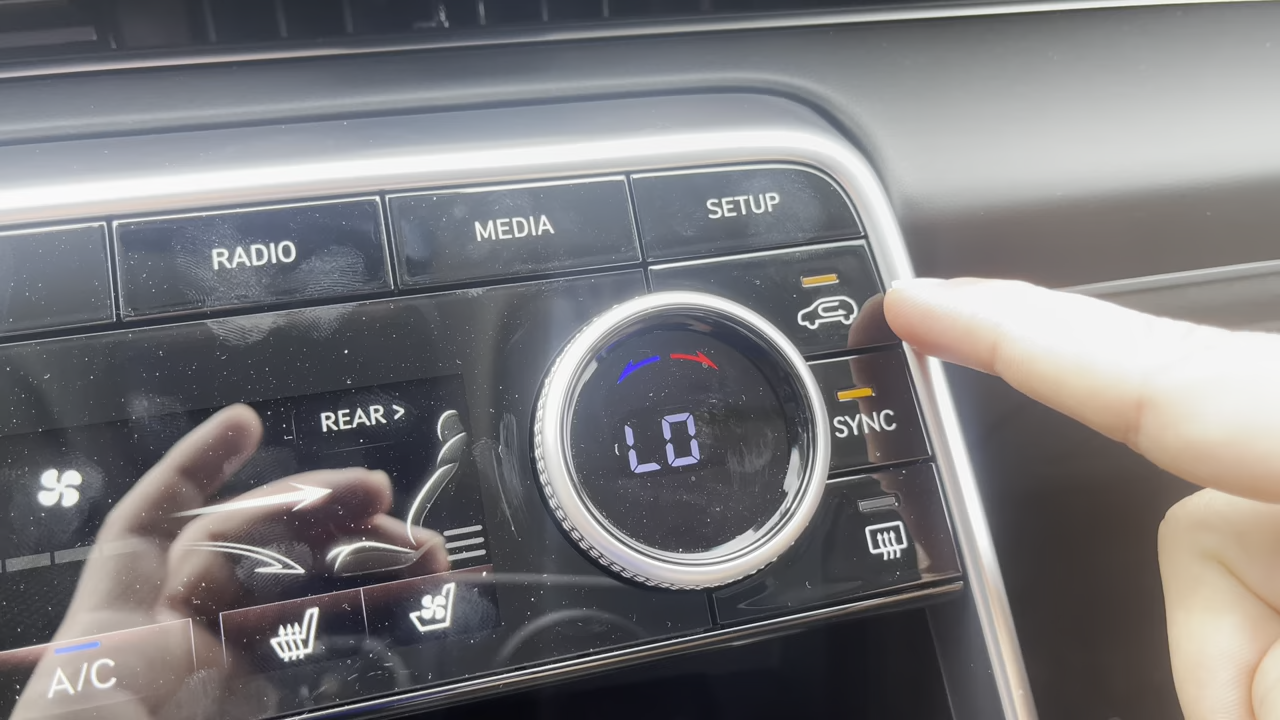 RADIO
MEDIA
SETUP
REAR >
LO
SYNC
A/C